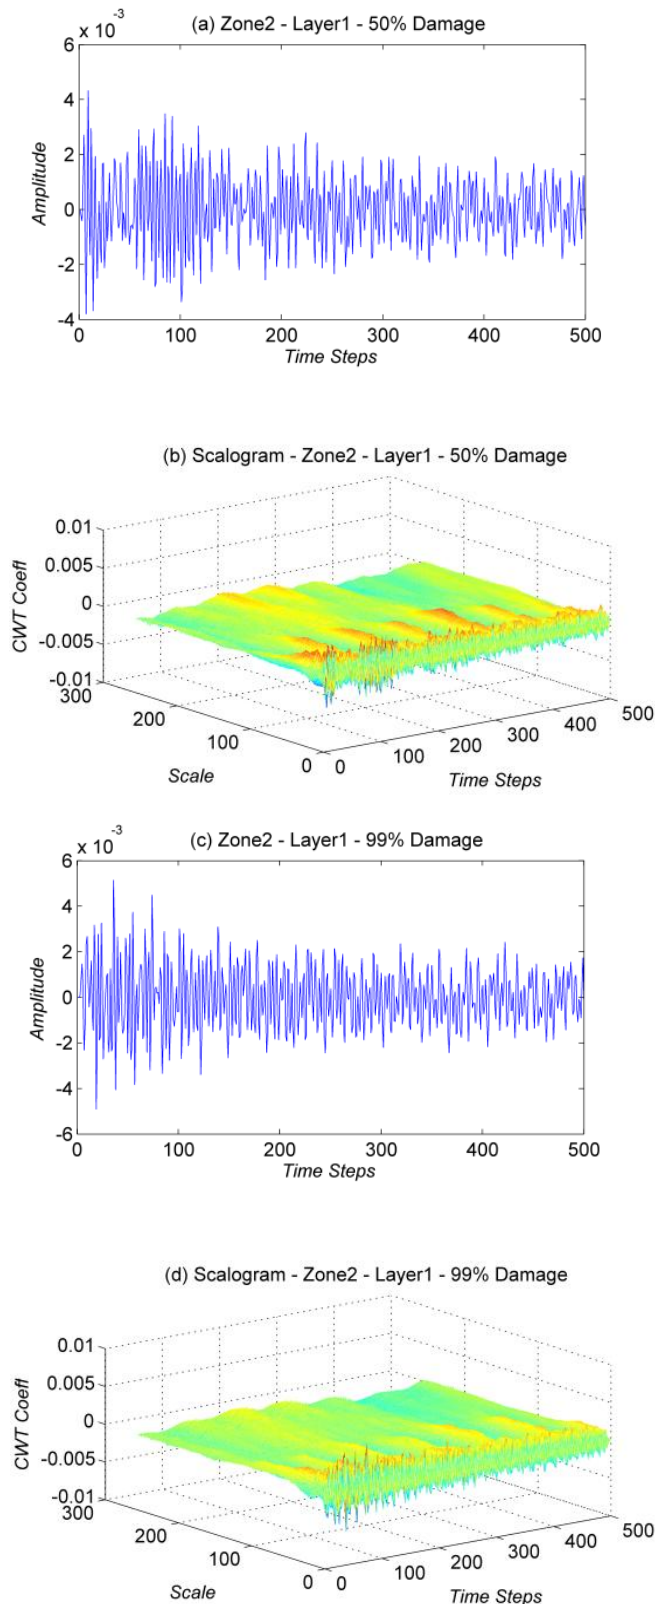 (a) Zone2 - Layer1 - 50% Damage
x 10-3
6
4
2
0
-2
-4
Amplitude
0 100 200 300 400 500
Time Steps
(b) Scalogram - Zone2 - Layer1 - 50% Damage
0.01
0.005
0
-0.005
-0.01
CWT Coefl
300 200 100 0
Scale
0 100 200 300 400 500
Time Steps
(c) Zone2 - Layer1 - 99% Damage
x 10-3
6
4
2
0
-2
-4
-6
Amplitude
0 100 200 300 400 500
Time Steps
(d) Scalogram - Zone2 - Layer1 - 99% Damage
0.01
0.005
0
-0.005
-0.01
CWT Coefl
300 200 100 0
Scale
0 100 200 300 400 500
Time Steps